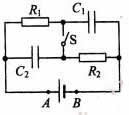 R₁ C₁
S
C₂ R₂
A B